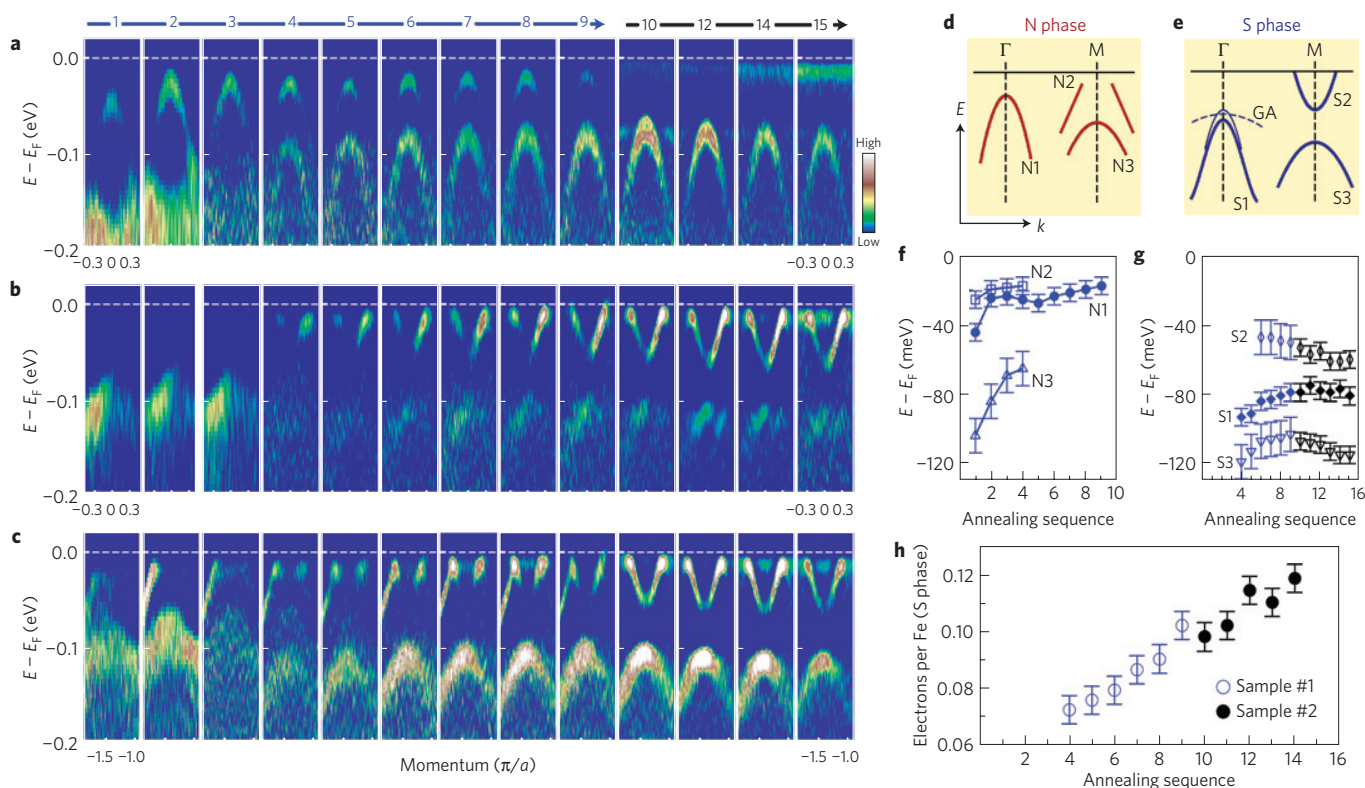 1 2 3 4 5 6 7 8 9 10 12 14 15
a
E − E_F (eV)
0.0
−0.1
−0.2
−0.3 0 0.3
−0.3 0 0.3
High
Low
b
E − E_F (eV)
0.0
−0.1
−0.2
−0.3 0 0.3
−0.3 0 0.3
c
E − E_F (eV)
0.0
−0.1
−0.2
−1.5 −1.0
Momentum (π/a)
−1.5 −1.0
d
N phase
Γ
M
N2
N1
N3
E
k
e
S phase
Γ
M
S2
GA
S1
S3
f
E − E_F (meV)
0
−40
−80
−120
N2
N1
N3
2 4 6 8 10
Annealing sequence
g
E − E_F (meV)
0
−40
−80
−120
S2
S1
S3
4 8 12 16
Annealing sequence
h
Electrons per Fe (S phase)
0.12
0.10
0.08
0.06
Sample #1
Sample #2
2 4 6 8 10 12 14 16
Annealing sequence